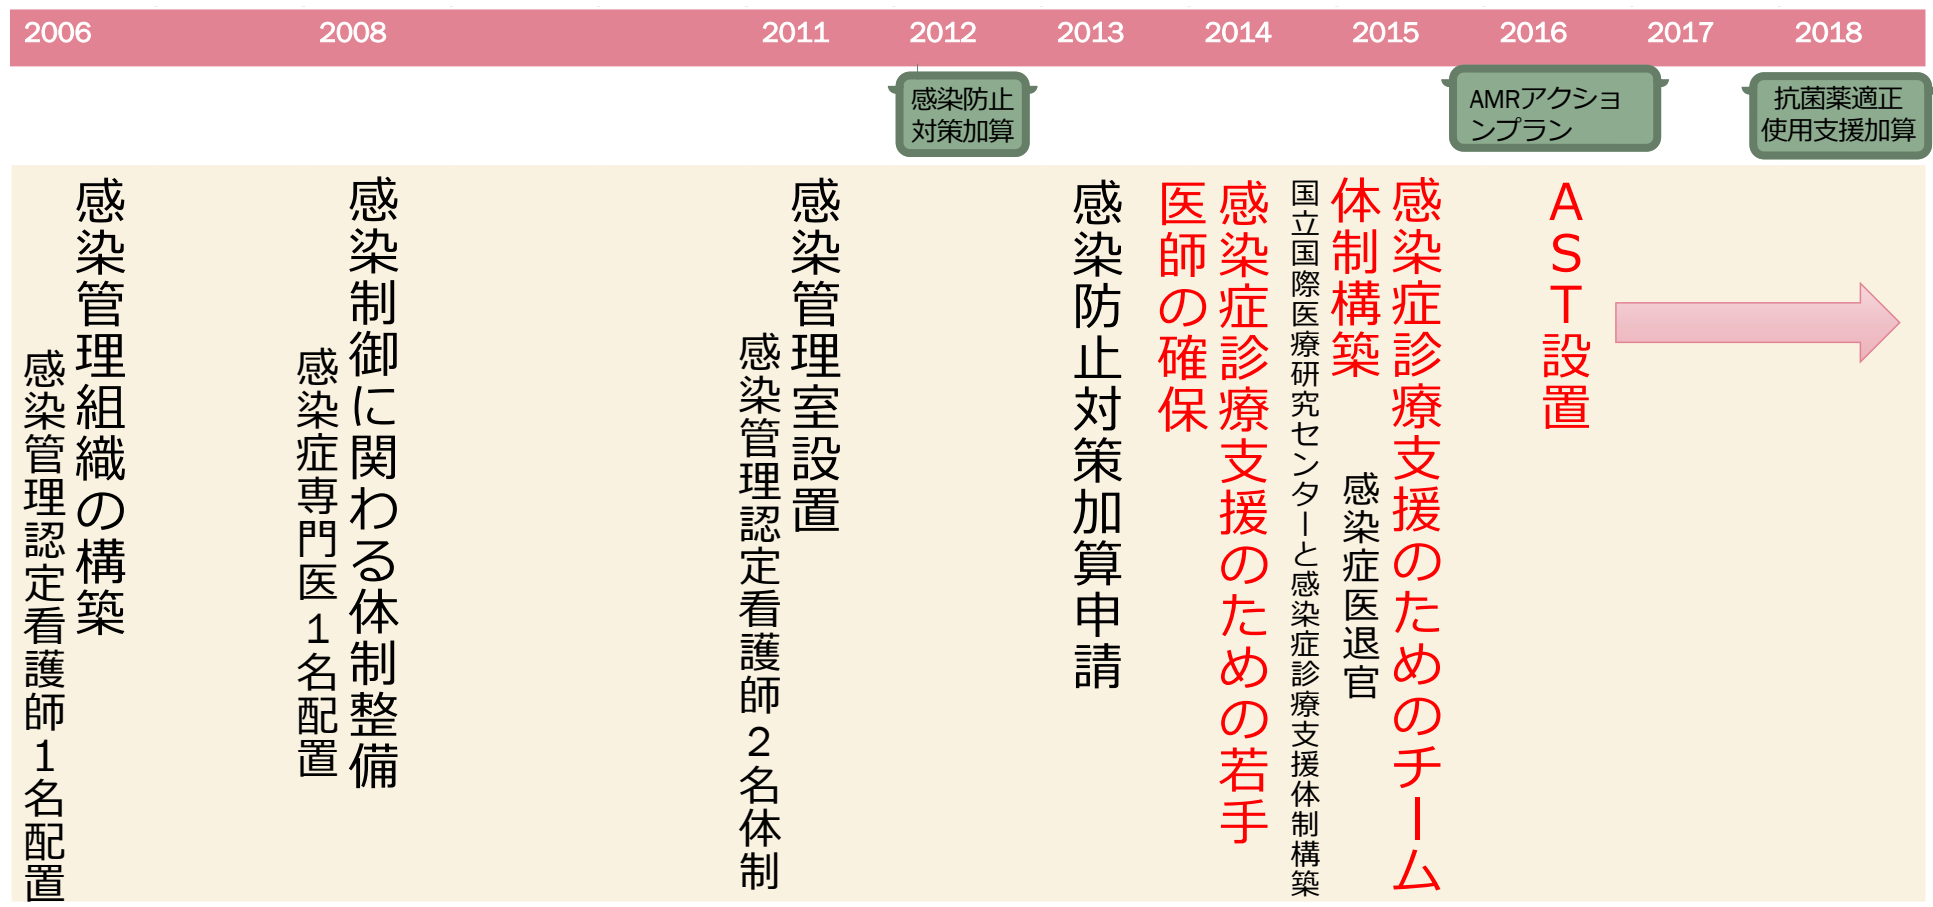 2006
2008
2011
2012
2013
2014
2015
2016
2017
2018
感染防止
対策加算
AMRアクショ
ンプラン
抗菌薬適正
使用支援加算
感染管理組織の構築
感染管理認定看護師1名配置
感染制御に関わる体制整備
感染症専門医１名配置
感染管理室設置
感染管理認定看護師２名体制
感染防止対策加算申請
感染症診療支援のための若手
医師の確保
国立国際医療研究センターと感染症診療支援体制構築
感染症診療支援のためのチーム
体制構築
感染症医退官
ＡＳＴ設置